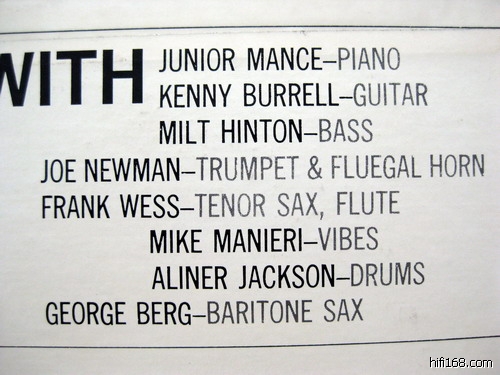 WITH JUNIOR MANCE–PIANO
KENNY BURRELL–GUITAR
MILT HINTON–BASS
JOE NEWMAN–TRUMPET & FLUEGAL HORN
FRANK WESS–TENOR SAX, FLUTE
MIKE MANIERI–VIBES
ALINER JACKSON–DRUMS
GEORGE BERG–BARITONE SAX
hifi168.com